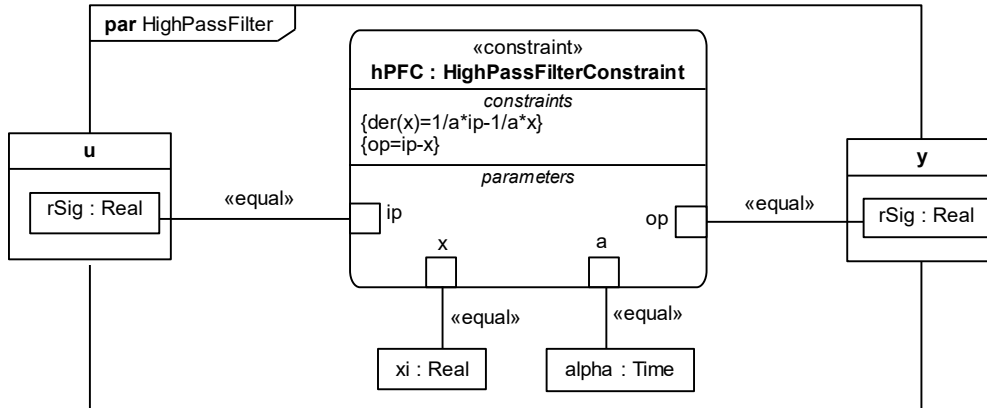 par HighPassFilter
«constraint»
hPFC : HighPassFilterConstraint
constraints
{der(x)=1/a*ip-1/a*x}
{op=ip-x}
parameters
u
rSig : Real
«equal»
ip
x
a
op
«equal»
y
rSig : Real
«equal»
«equal»
xi : Real
alpha : Time